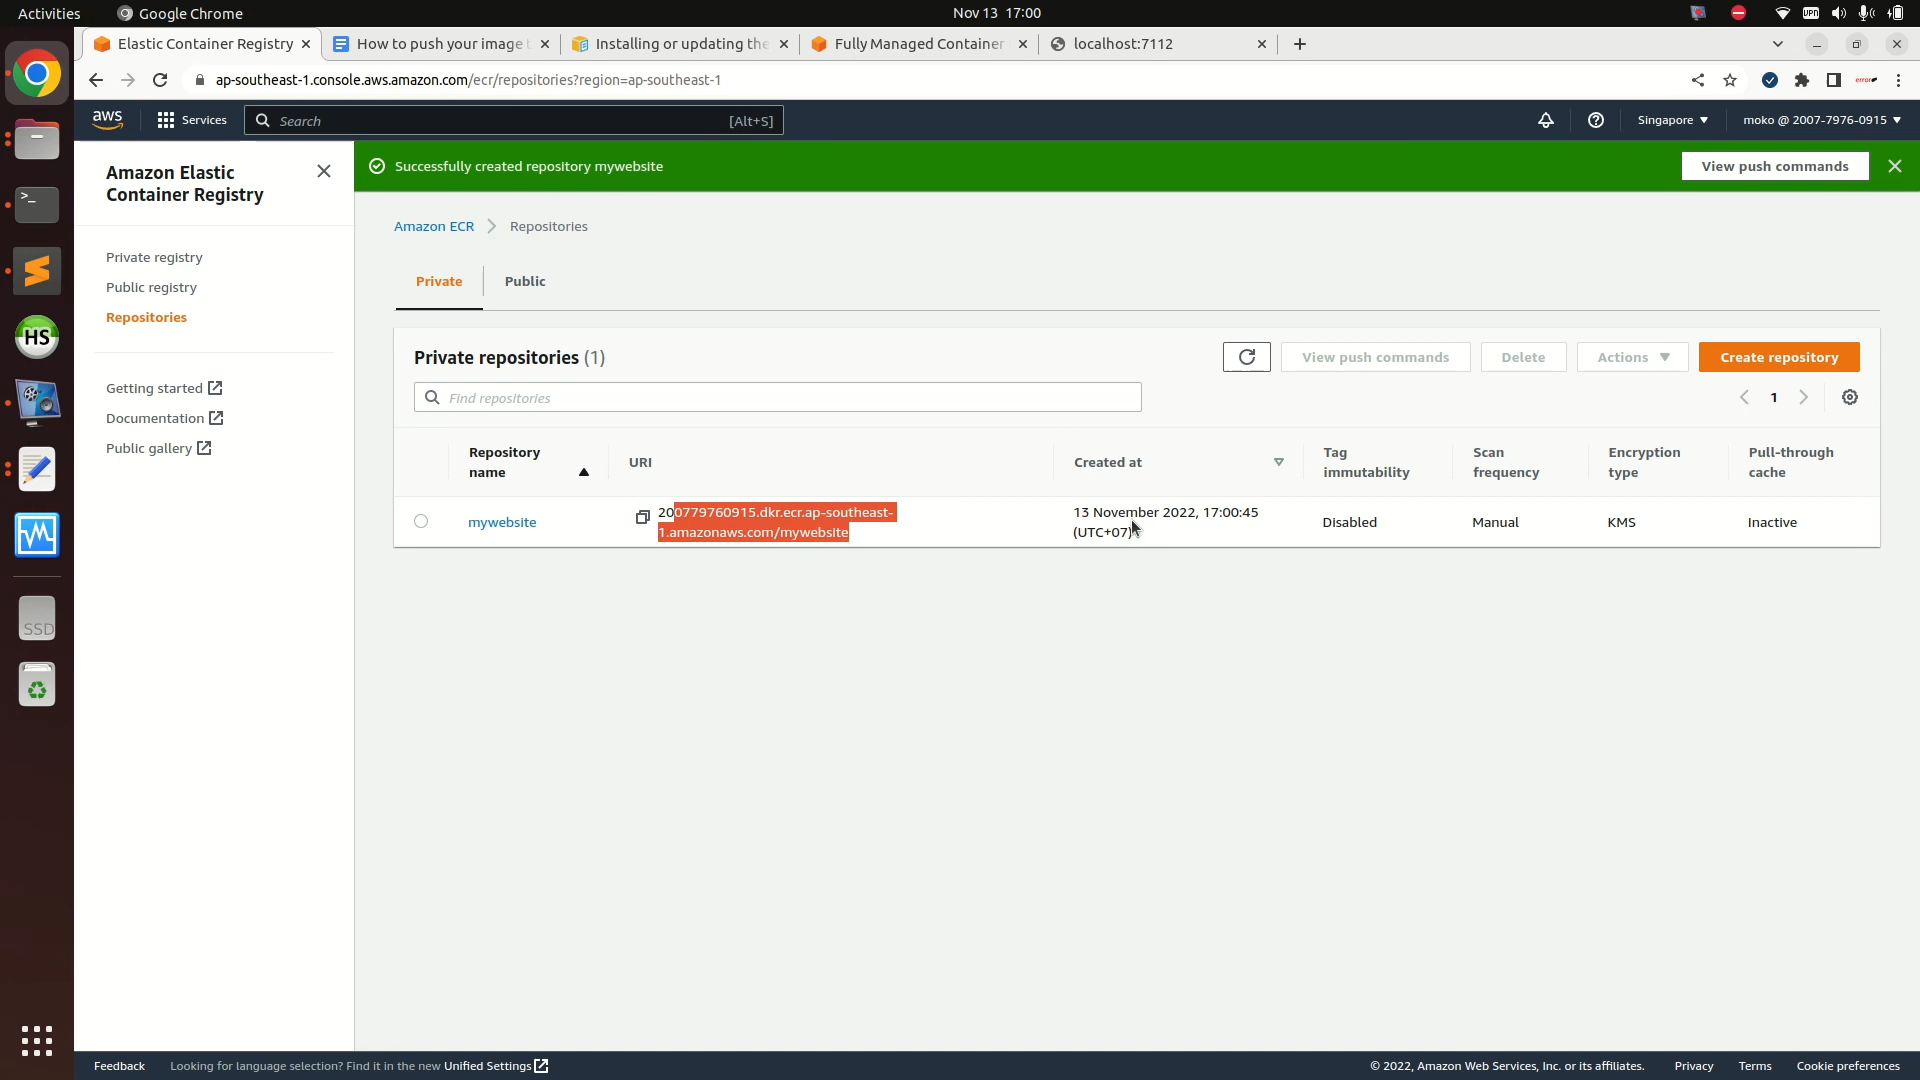 Activities
Google Chrome
Nov 13 17:00
VPN
Elastic Container Registry
How to push your image t
Installing or updating the
Fully Managed Container
localhost:7112
ap-southeast-1.console.aws.amazon.com/ecr/repositories?region=ap-southeast-1
error
aws
Services
Search
[Alt+S]
Singapore
moko @ 2007-7976-0915
Amazon Elastic
Container Registry
Successfully created repository mywebsite
View push commands
Amazon ECR
Repositories
Private registry
Public registry
Repositories
Getting started
Documentation
Public gallery
Private
Public
Private repositories (1)
View push commands
Delete
Actions
Create repository
Find repositories
1
Repository
name
URI
Created at
Tag
immutability
Scan
frequency
Encryption
type
Pull-through
cache
mywebsite
200779760915.dkr.ecr.ap-southeast-
1.amazonaws.com/mywebsite
13 November 2022, 17:00:45
(UTC+07)
Disabled
Manual
KMS
Inactive
HS
SSD
Feedback
Looking for language selection? Find it in the new Unified Settings
© 2022, Amazon Web Services, Inc. or its affiliates.
Privacy
Terms
Cookie preferences